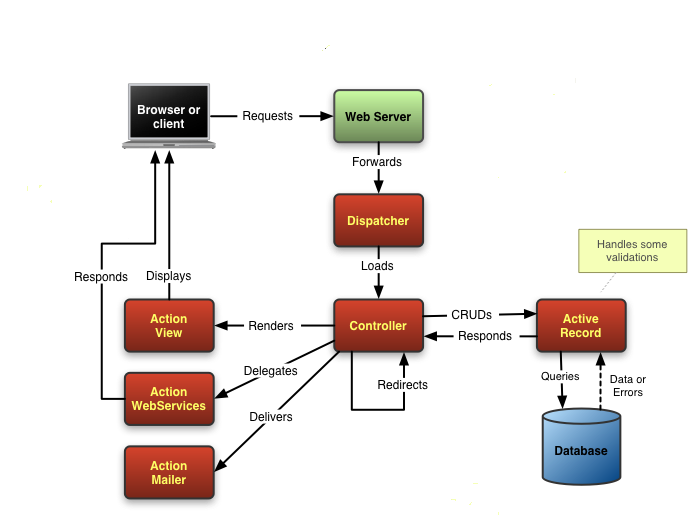 Browser or
client
Requests
Web Server
Forwards
Dispatcher
Handles some
validations
Loads
Responds
Displays
Action
View
Renders
Controller
CRUDs
Responds
Active
Record
Delegates
Redirects
Queries
Data or
Errors
Action
WebServices
Delivers
Action
Mailer
Database